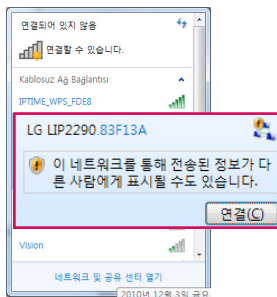 연결되어 있지 않음
연결할 수 있습니다.
Kablosuz Ağ Bağlantısı
IPTIME_WPS_FDE8
LG LIP2290.83F13A
이 네트워크를 통해 전송된 정보가 다
른 사람에게 표시될 수도 있습니다.
연결(C)
Vision
네트워크 및 공유 센터 열기
2010년 12월 3일 금요